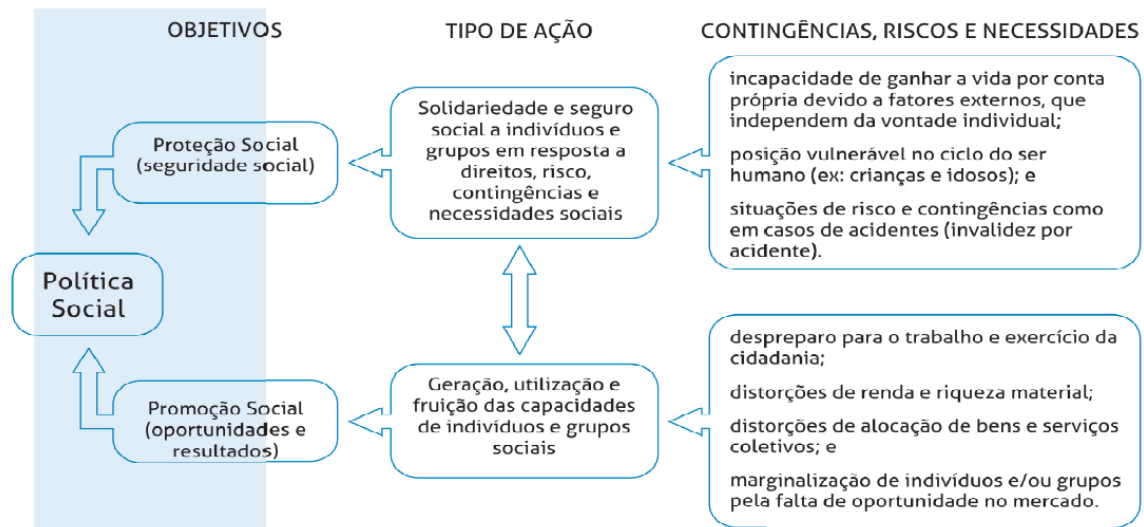 OBJETIVOS
TIPO DE AÇÃO
CONTINGÊNCIAS, RISCOS E NECESSIDADES
Política
Social
Proteção Social
(seguridade social)
Solidariedade e seguro
social a indivíduos e
grupos em resposta a
direitos, risco,
contingências e
necessidades sociais
incapacidade de ganhar a vida por conta
própria devido a fatores externos, que
independem da vontade individual;
posição vulnerável no ciclo do ser
humano (ex: crianças e idosos); e
situações de risco e contingências como
em casos de acidentes (invalidez por
acidente).
Promoção Social
(oportunidades e
resultados)
Geração, utilização e
fruição das capacidades
de indivíduos e grupos
sociais
despreparo para o trabalho e exercício da
cidadania;
distorções de renda e riqueza material;
distorções de alocação de bens e serviços
coletivos; e
marginalização de indivíduos e/ou grupos
pela falta de oportunidade no mercado.